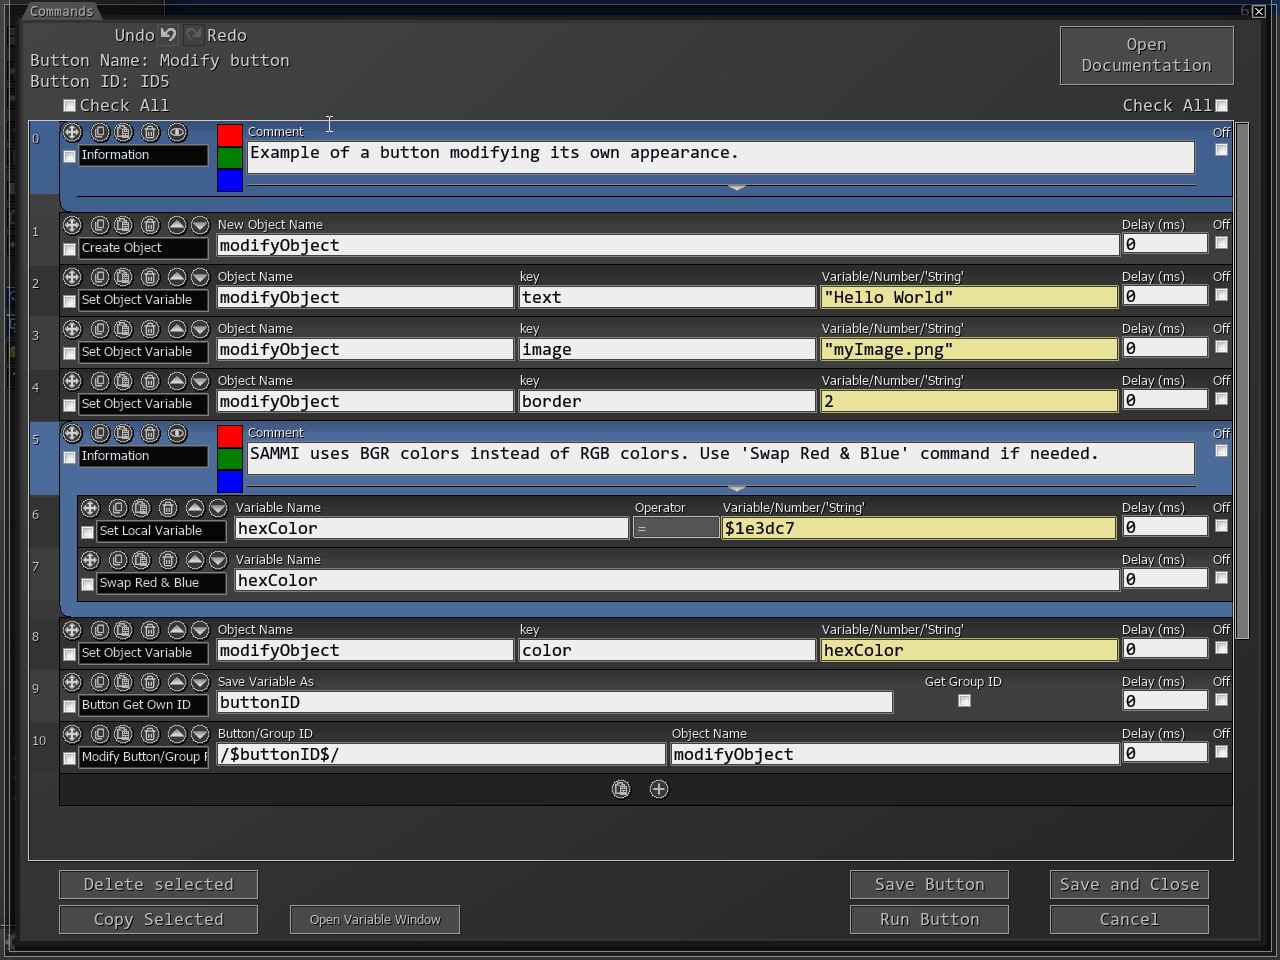 Commands
Undo Redo
Button Name: Modify button
Button ID: ID5
Open
Documentation
Check All Check All
0 Comment Off
Information Example of a button modifying its own appearance.
1 New Object Name Delay (ms) Off
Create Object modifyObject 0
2 Object Name key Variable/Number/'String' Delay (ms) Off
Set Object Variable modifyObject text "Hello World" 0
3 Object Name key Variable/Number/'String' Delay (ms) Off
Set Object Variable modifyObject image "myImage.png" 0
4 Object Name key Variable/Number/'String' Delay (ms) Off
Set Object Variable modifyObject border 2 0
5 Comment Off
Information SAMMI uses BGR colors instead of RGB colors. Use 'Swap Red & Blue' command if needed.
6 Variable Name Operator Variable/Number/'String' Delay (ms) Off
Set Local Variable hexColor = $1e3dc7 0
7 Variable Name Delay (ms) Off
Swap Red & Blue hexColor 0
8 Object Name key Variable/Number/'String' Delay (ms) Off
Set Object Variable modifyObject color hexColor 0
9 Save Variable As Get Group ID Delay (ms) Off
Button Get Own ID buttonID 0
10 Button/Group ID Object Name Delay (ms) Off
Modify Button/Group /$buttonID$/ modifyObject 0
Delete selected Save Button Save and Close
Copy Selected Open Variable Window Run Button Cancel